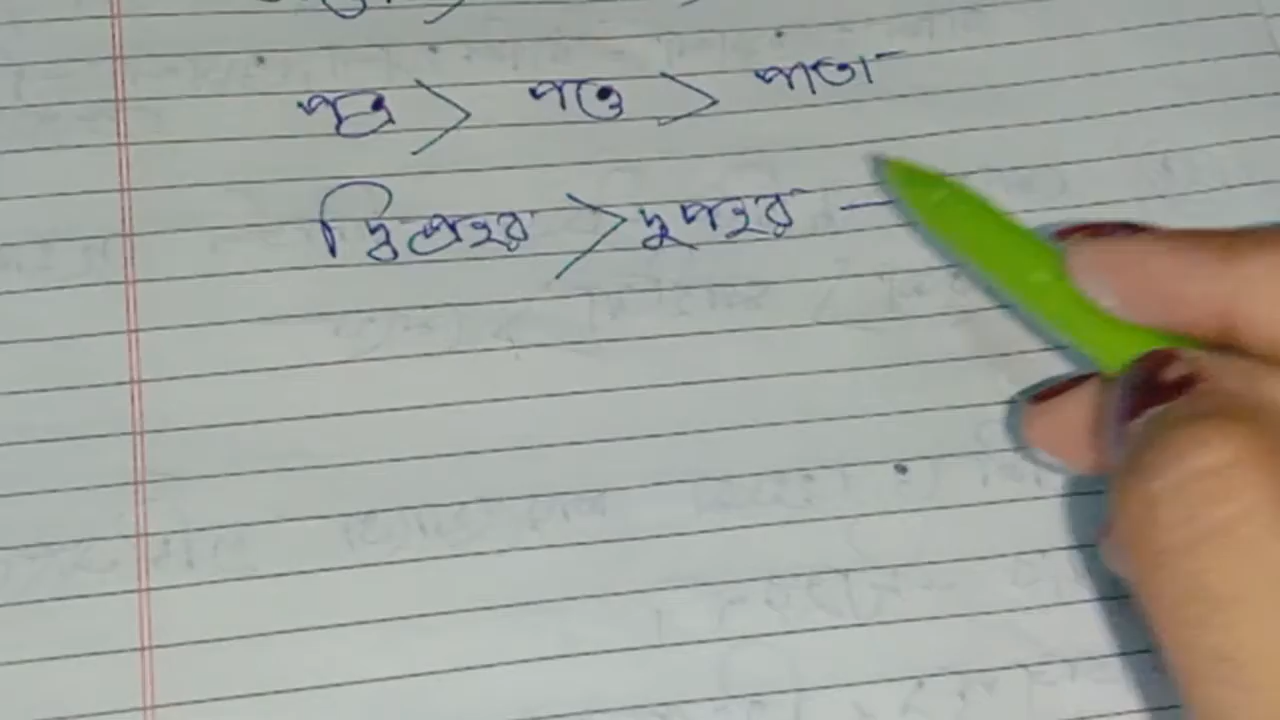 পত্র > পত্ত > পাতা
দ্বিপ্রহর > দুপহর —